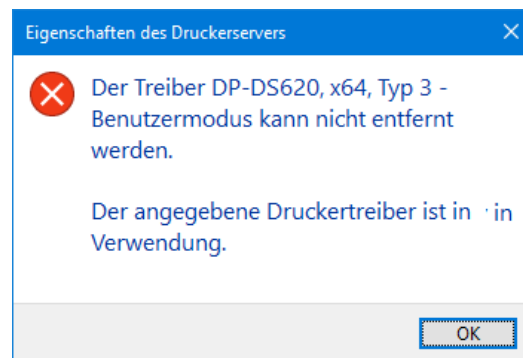 Eigenschaften des Druckerservers
Der Treiber DP-DS620, x64, Typ 3 -
Benutzermodus kann nicht entfernt
werden.
Der angegebene Druckertreiber ist in in
Verwendung.
OK